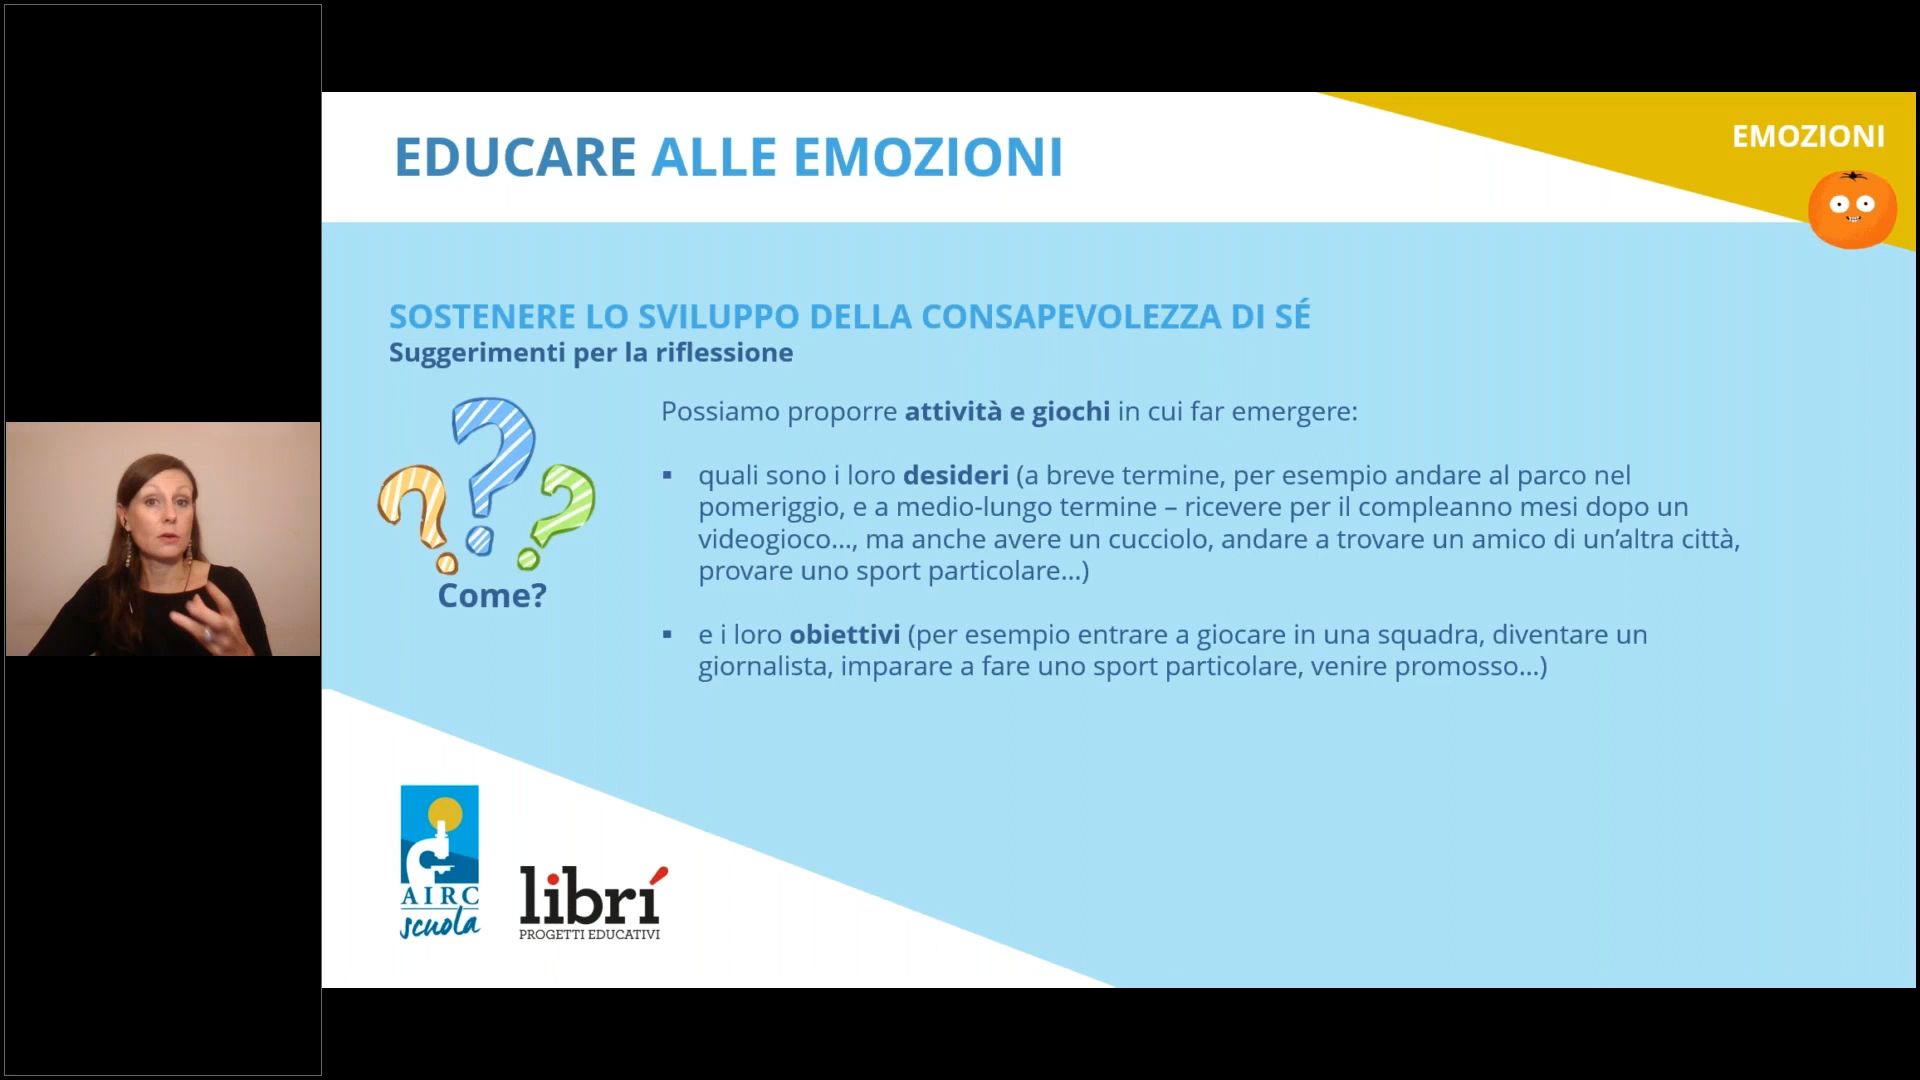 EDUCARE ALLE EMOZIONI
EMOZIONI
SOSTENERE LO SVILUPPO DELLA CONSAPEVOLEZZA DI SÉ
Suggerimenti per la riflessione
Possiamo proporre attività e giochi in cui far emergere:
▪ quali sono i loro desideri (a breve termine, per esempio andare al parco nel
pomeriggio, e a medio-lungo termine – ricevere per il compleanno mesi dopo un
videogioco…, ma anche avere un cucciolo, andare a trovare un amico di un’altra città,
provare uno sport particolare…)
Come?
▪ e i loro obiettivi (per esempio entrare a giocare in una squadra, diventare un
giornalista, imparare a fare uno sport particolare, venire promosso…)
AIRC
scuola
librí
PROGETTI EDUCATIVI